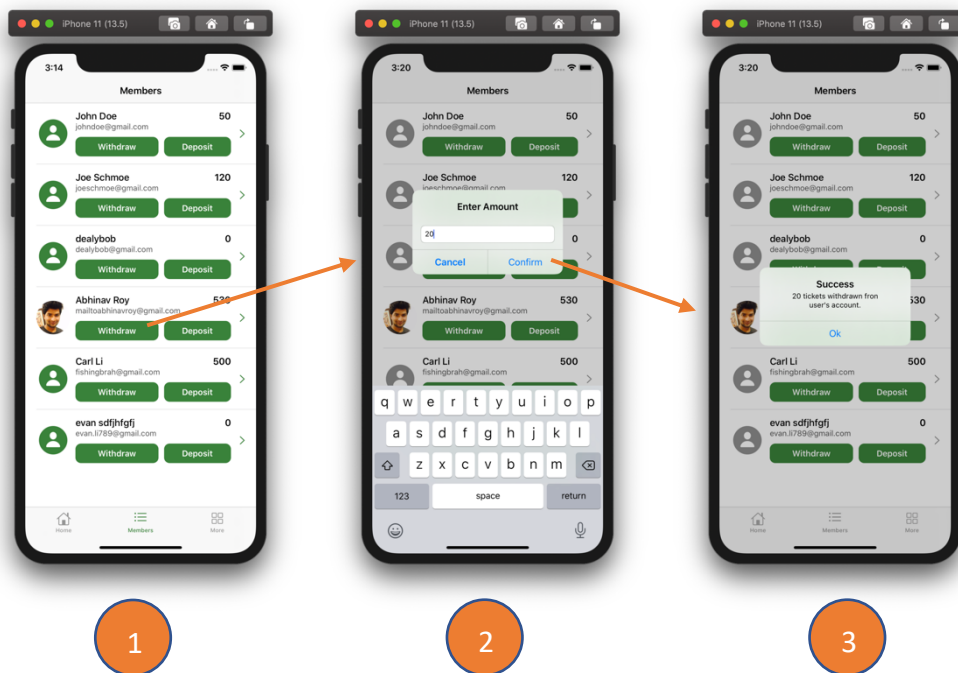 iPhone 11 (13.5)
3:14
Members
John Doe 50
johndoe@gmail.com
Withdraw Deposit
Joe Schmoe 120
joeschmoe@gmail.com
Withdraw Deposit
dealybob 0
dealybob@gmail.com
Withdraw Deposit
Abhinav Roy 530
mailtoabhinavroy@gmail.com
Withdraw Deposit
Carl Li 500
fishingbrah@gmail.com
Withdraw Deposit
evan sdfjhfgfj 0
evan.li789@gmail.com
Withdraw Deposit
Home Members More
1
iPhone 11 (13.5)
3:20
Members
John Doe 50
johndoe@gmail.com
Withdraw Deposit
Joe Schmoe 120
joeschmoe@gmail.com
Enter Amount
20
0
Cancel Confirm
Abhinav Roy 530
mailtoabhinavroy@gmail.com
Withdraw Deposit
Carl Li 500
fishingbrah@gmail.com
q w e r t y u i o p
a s d f g h j k l
z x c v b n m
123 space return
2
iPhone 11 (13.5)
3:20
Members
John Doe 50
johndoe@gmail.com
Withdraw Deposit
Joe Schmoe 120
joeschmoe@gmail.com
Withdraw Deposit
dealybob 0
dealybob@gmail.com
Success
20 tickets withdrawn fron
user's account.
530
Ok
Carl Li 500
fishingbrah@gmail.com
Withdraw Deposit
evan sdfjhfgfj 0
evan.li789@gmail.com
Withdraw Deposit
Home Members More
3